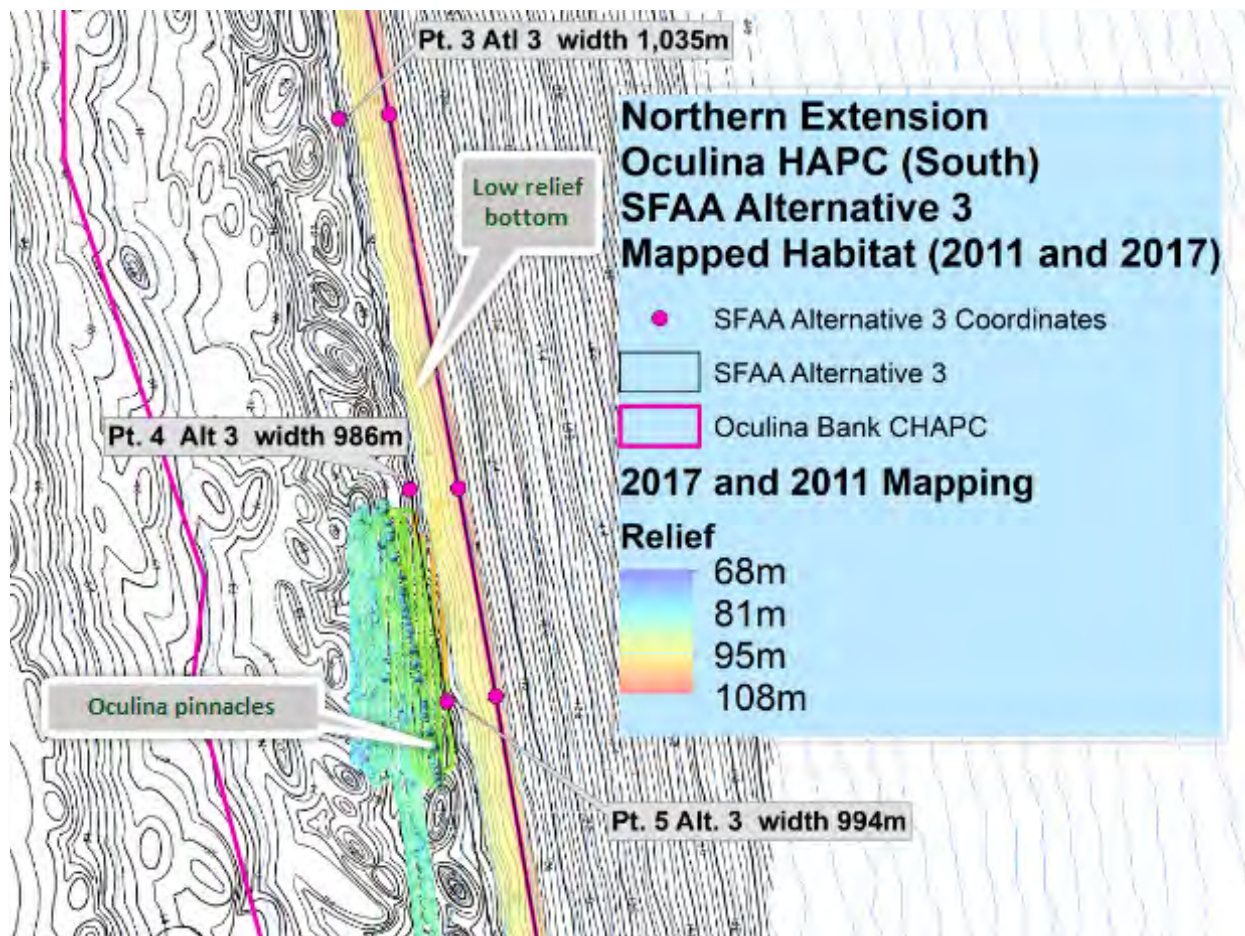 Pt. 3 Atl 3 width 1,035m
Northern Extension
Oculina HAPC (South)
SFAA Alternative 3
Mapped Habitat (2011 and 2017)
Low relief
bottom
SFAA Alternative 3 Coordinates
SFAA Alternative 3
Oculina Bank CHAPC
Pt. 4 Alt 3 width 986m
2017 and 2011 Mapping
Relief
68m
81m
95m
108m
Oculina pinnacles
Pt. 5 Alt. 3 width 994m